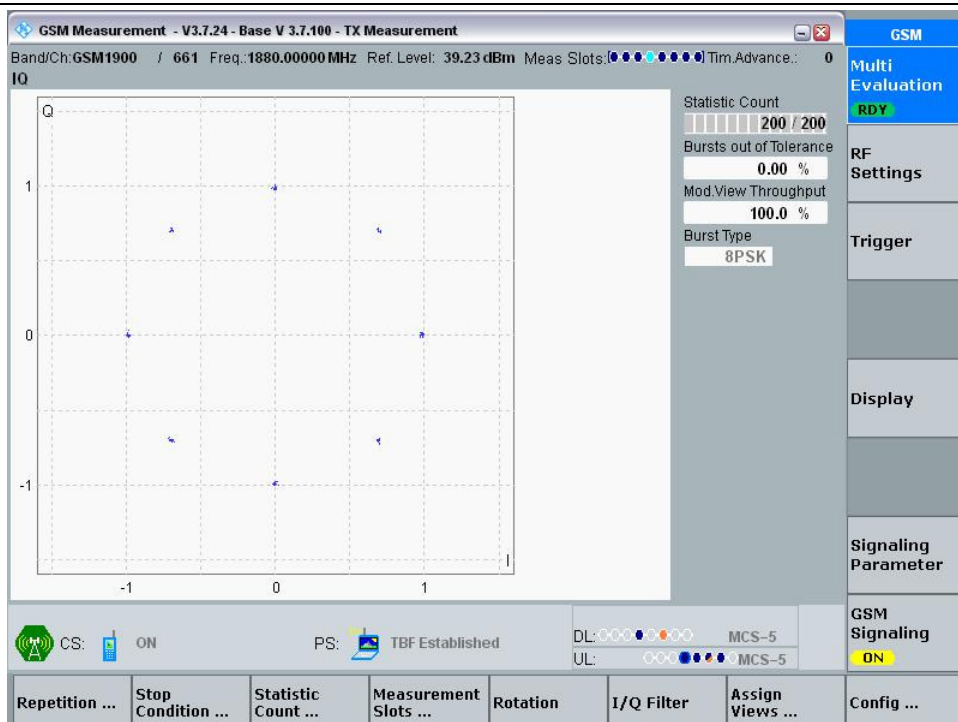 GSM Measurement - V3.7.24 - Base V 3.7.100 - TX Measurement
GSM
Band/Ch:GSM1900 / 661 Freq.:1880.00000 MHz Ref. Level: 39.23 dBm Meas Slots: Tim.Advance.: 0
IQ
Multi
Evaluation
RDY
Q
1
0
-1
-1 0 1
I
Statistic Count
200 / 200
Bursts out of Tolerance
0.00 %
Mod.View Throughput
100.0 %
Burst Type
8PSK
RF
Settings
Trigger
Display
Signaling
Parameter
GSM
Signaling
ON
CS: ON PS: TBF Established
DL: MCS-5
UL: MCS-5
Repetition ...
Stop
Condition ...
Statistic
Count ...
Measurement
Slots ...
Rotation
I/Q Filter
Assign
Views ...
Config ...